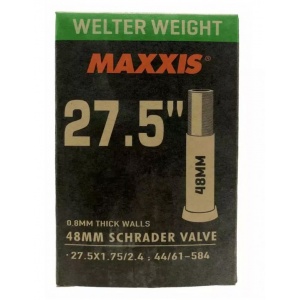 WELTER WEIGHT
MAXXIS®
27.5"
48MM
0.8MM THICK WALLS
48MM SCHRADER VALVE
·27.5X1.75/2.4 ; 44/61-584